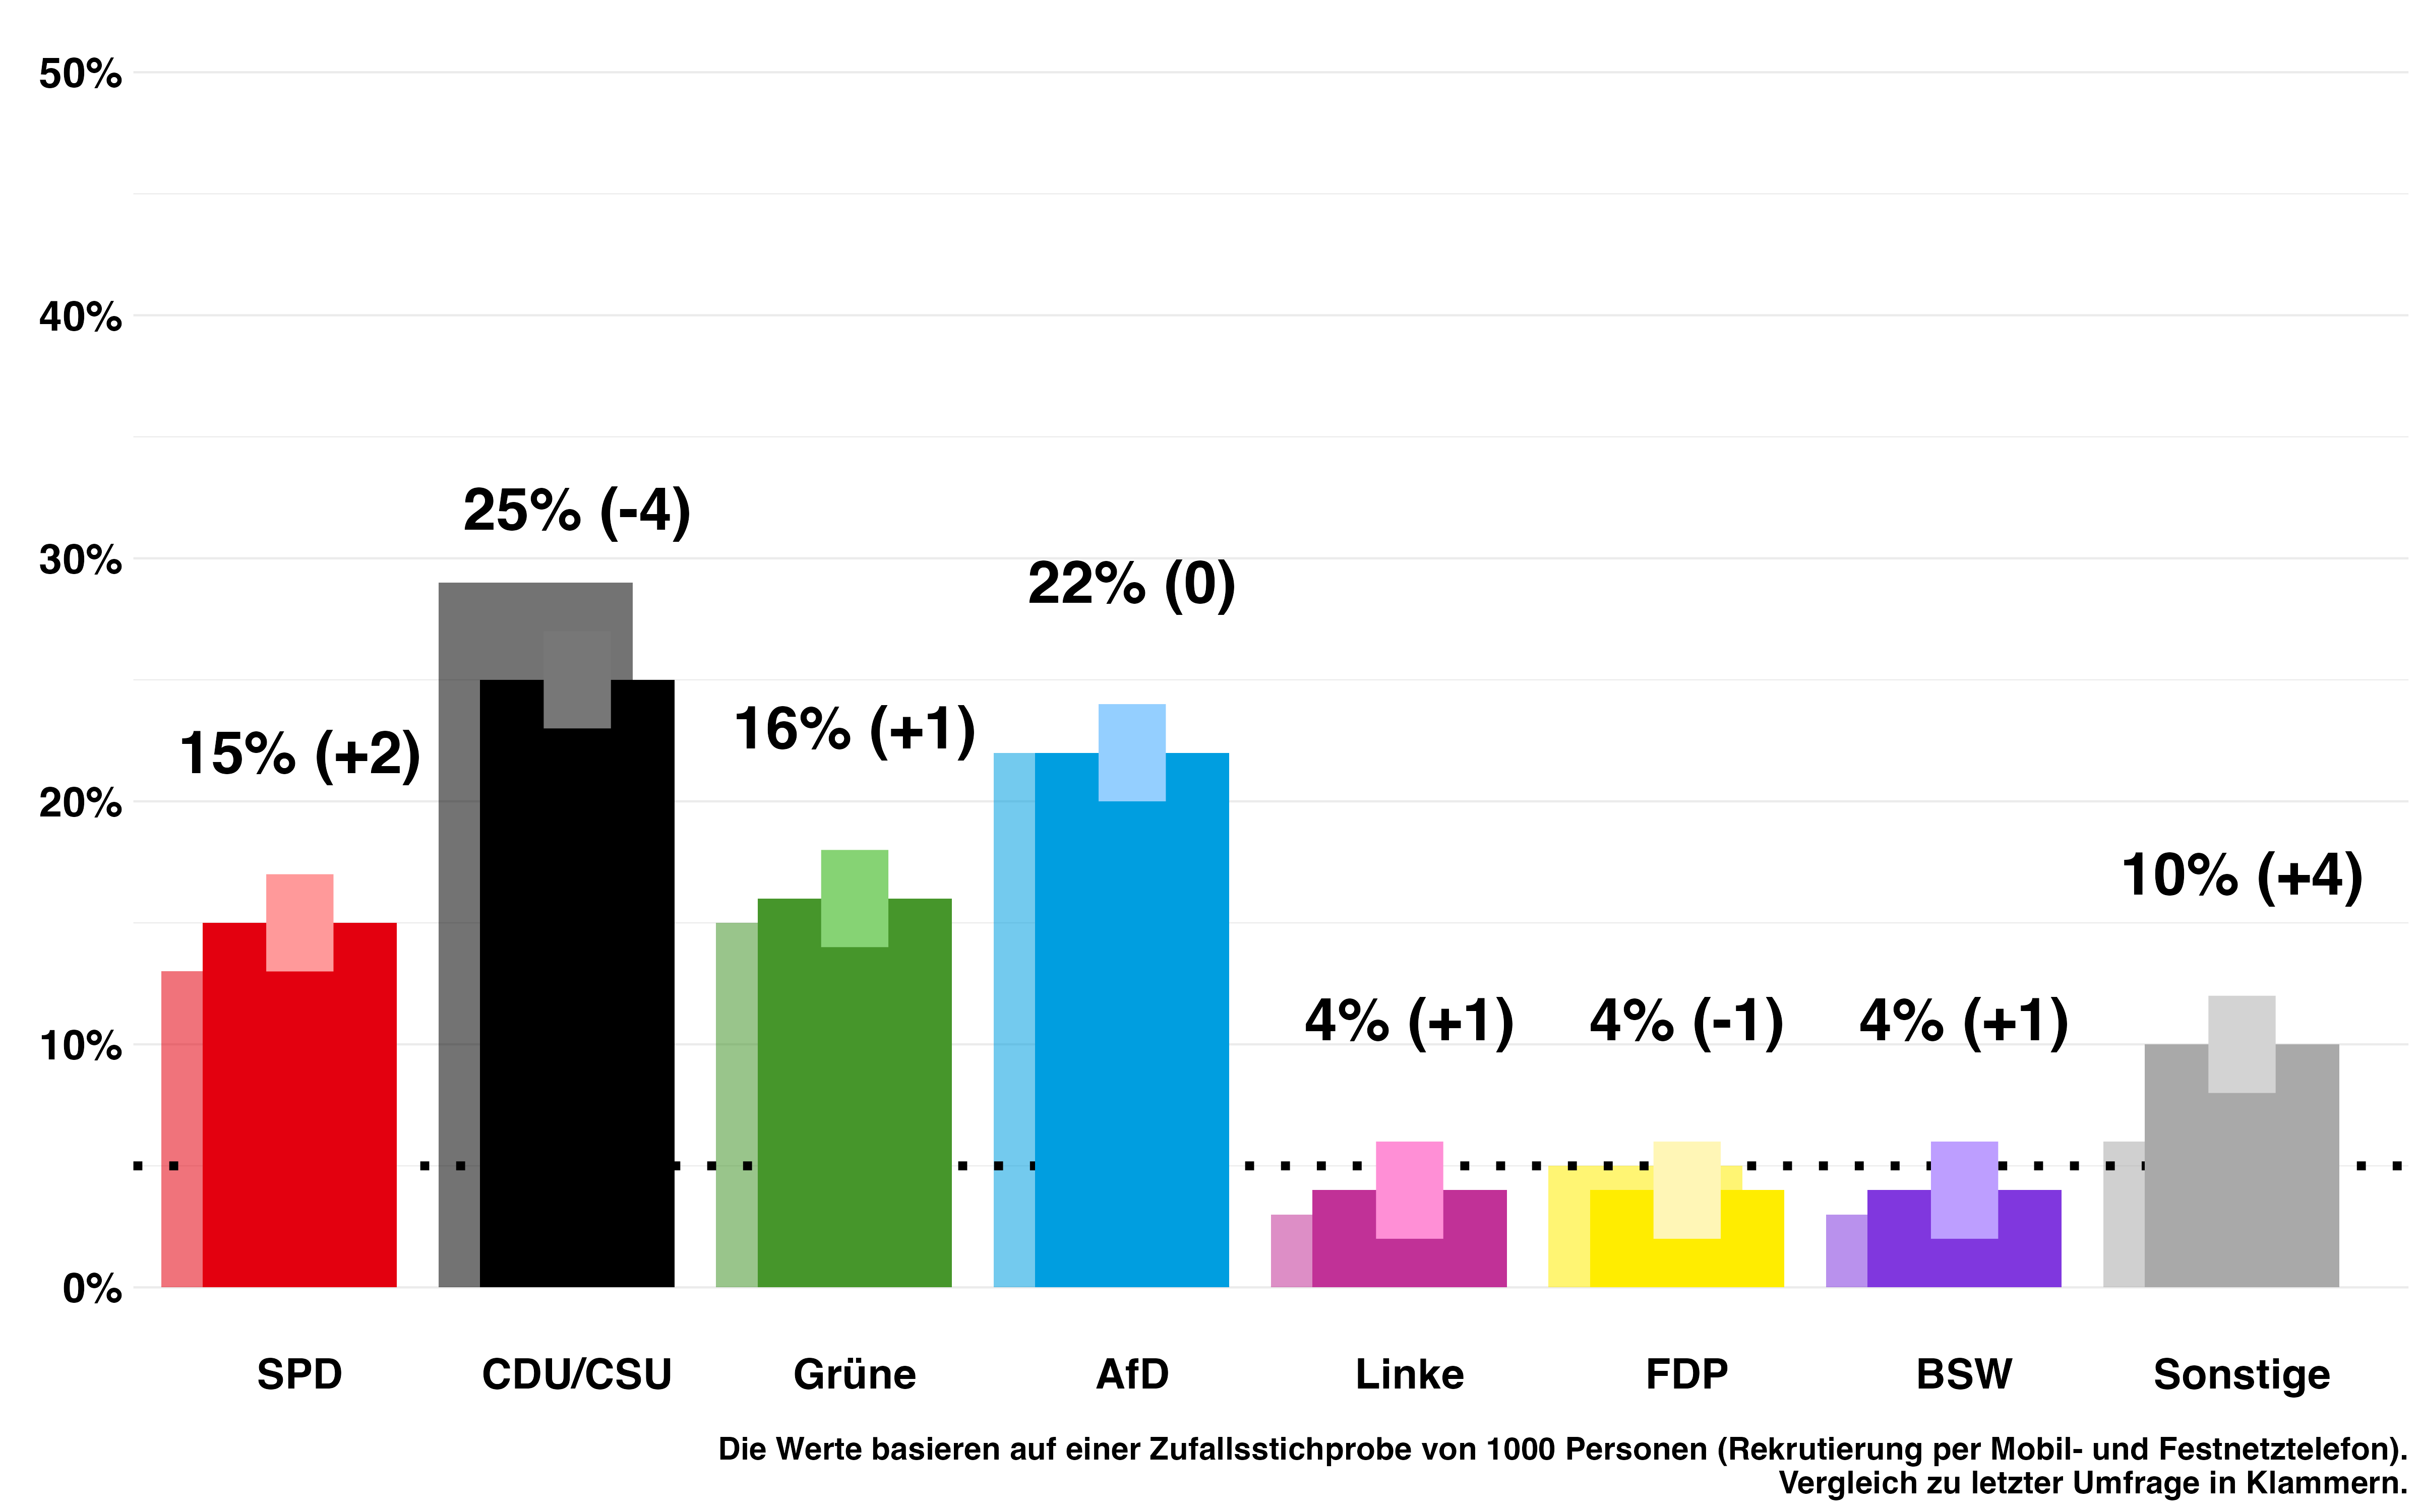 50%
40%
30%
20%
10%
0%
15% (+2)
25% (-4)
16% (+1)
22% (0)
4% (+1)
4% (-1)
4% (+1)
10% (+4)
SPD
CDU/CSU
Grüne
AfD
Linke
FDP
BSW
Sonstige
Die Werte basieren auf einer Zufallsstichprobe von 1000 Personen (Rekrutierung per Mobil- und Festnetztelefon).
Vergleich zu letzter Umfrage in Klammern.